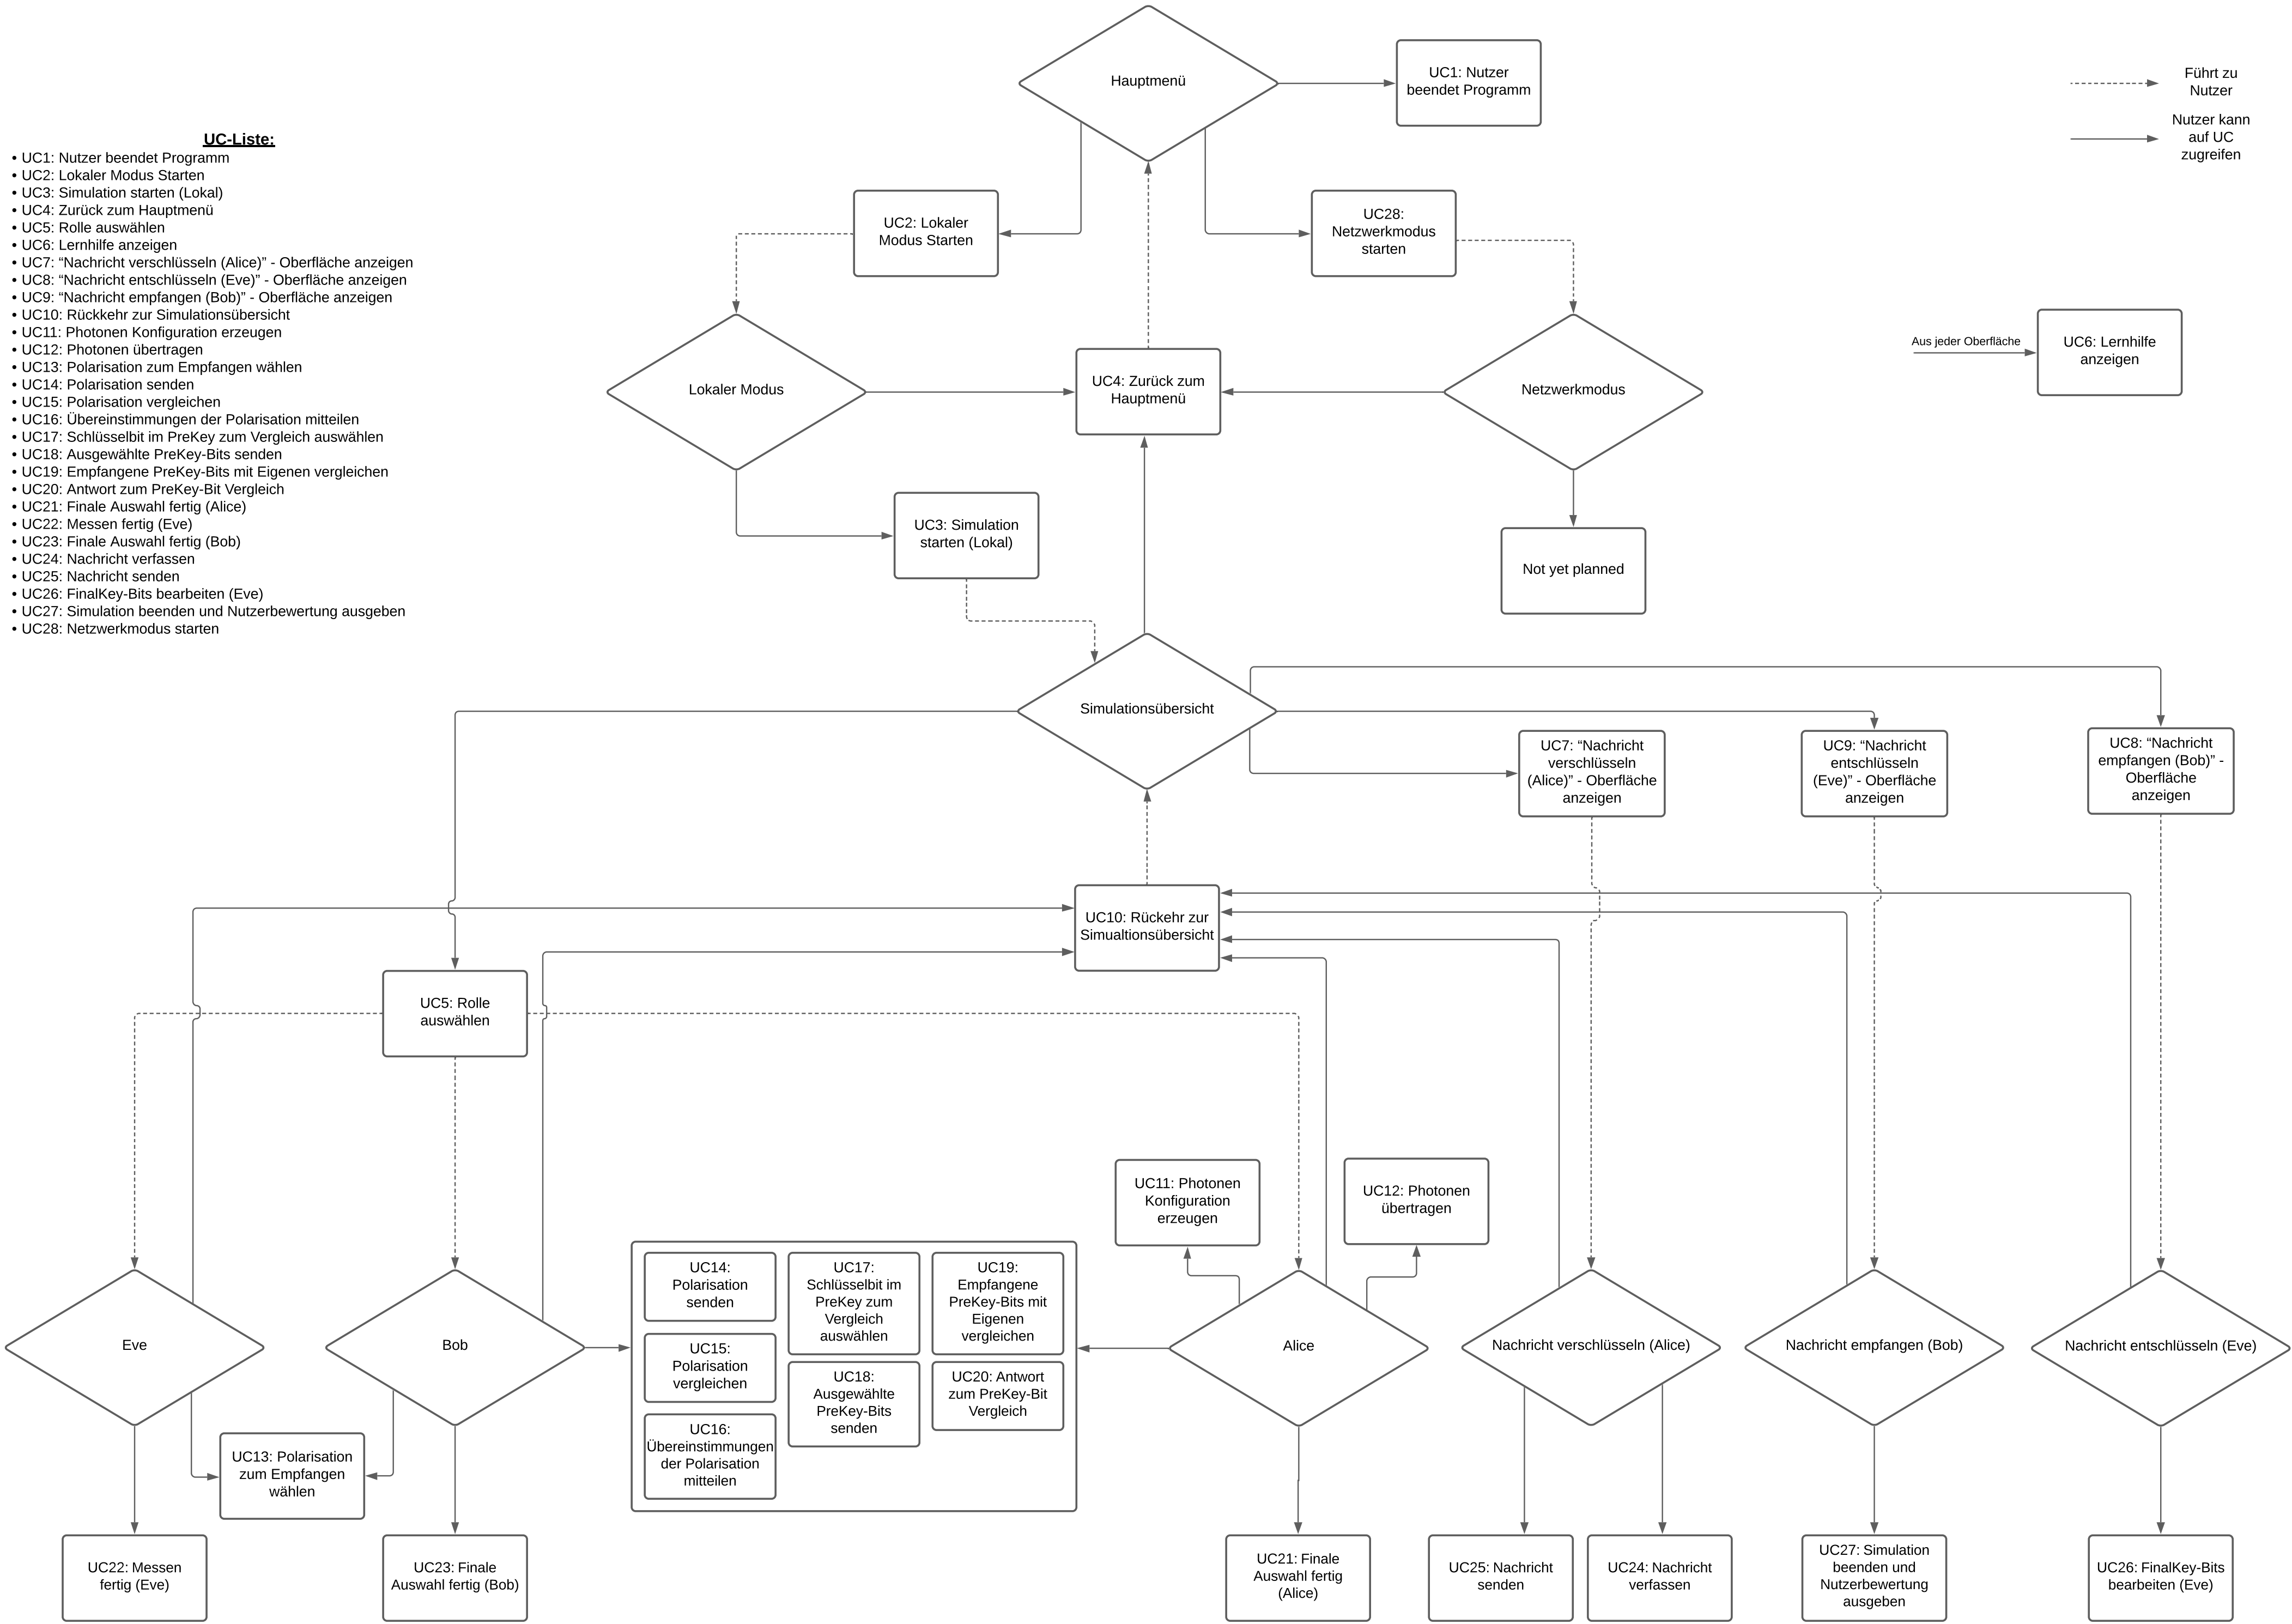 Hauptmenü
UC1: Nutzer
beendet Programm
Führt zu
Nutzer
Nutzer kann
auf UC
zugreifen
UC-Liste:
• UC1: Nutzer beendet Programm
• UC2: Lokaler Modus Starten
• UC3: Simulation starten (Lokal)
• UC4: Zurück zum Hauptmenü
• UC5: Rolle auswählen
• UC6: Lernhilfe anzeigen
• UC7: “Nachricht verschlüsseln (Alice)” - Oberfläche anzeigen
• UC8: “Nachricht entschlüsseln (Eve)” - Oberfläche anzeigen
• UC9: “Nachricht empfangen (Bob)” - Oberfläche anzeigen
• UC10: Rückkehr zur Simulationsübersicht
• UC11: Photonen Konfiguration erzeugen
• UC12: Photonen übertragen
• UC13: Polarisation zum Empfangen wählen
• UC14: Polarisation senden
• UC15: Polarisation vergleichen
• UC16: Übereinstimmungen der Polarisation mitteilen
• UC17: Schlüsselbit im PreKey zum Vergleich auswählen
• UC18: Ausgewählte PreKey-Bits senden
• UC19: Empfangene PreKey-Bits mit Eigenen vergleichen
• UC20: Antwort zum PreKey-Bit Vergleich
• UC21: Finale Auswahl fertig (Alice)
• UC22: Messen fertig (Eve)
• UC23: Finale Auswahl fertig (Bob)
• UC24: Nachricht verfassen
• UC25: Nachricht senden
• UC26: FinalKey-Bits bearbeiten (Eve)
• UC27: Simulation beenden und Nutzerbewertung ausgeben
• UC28: Netzwerkmodus starten
UC2: Lokaler
Modus Starten
UC28:
Netzwerkmodus
starten
Lokaler Modus
UC4: Zurück zum
Hauptmenü
Netzwerkmodus
Aus jeder Oberfläche
UC6: Lernhilfe
anzeigen
UC3: Simulation
starten (Lokal)
Not yet planned
Simulationsübersicht
UC7: “Nachricht
verschlüsseln
(Alice)” - Oberfläche
anzeigen
UC9: “Nachricht
entschlüsseln
(Eve)” - Oberfläche
anzeigen
UC8: “Nachricht
empfangen (Bob)” -
Oberfläche
anzeigen
UC10: Rückehr zur
Simualtionsübersicht
UC5: Rolle
auswählen
UC11: Photonen
Konfiguration
erzeugen
UC12: Photonen
übertragen
Eve
Bob
UC14:
Polarisation
senden
UC15:
Polarisation
vergleichen
UC16:
Übereinstimmungen
der Polarisation
mitteilen
UC17:
Schlüsselbit im
PreKey zum
Vergleich
auswählen
UC18:
Ausgewählte
PreKey-Bits
senden
UC19:
Empfangene
PreKey-Bits mit
Eigenen
vergleichen
UC20: Antwort
zum PreKey-Bit
Vergleich
Alice
Nachricht verschlüsseln (Alice)
Nachricht empfangen (Bob)
Nachricht entschlüsseln (Eve)
UC13: Polarisation
zum Empfangen
wählen
UC22: Messen
fertig (Eve)
UC23: Finale
Auswahl fertig (Bob)
UC21: Finale
Auswahl fertig
(Alice)
UC25: Nachricht
senden
UC24: Nachricht
verfassen
UC27: Simulation
beenden und
Nutzerbewertung
ausgeben
UC26: FinalKey-Bits
bearbeiten (Eve)